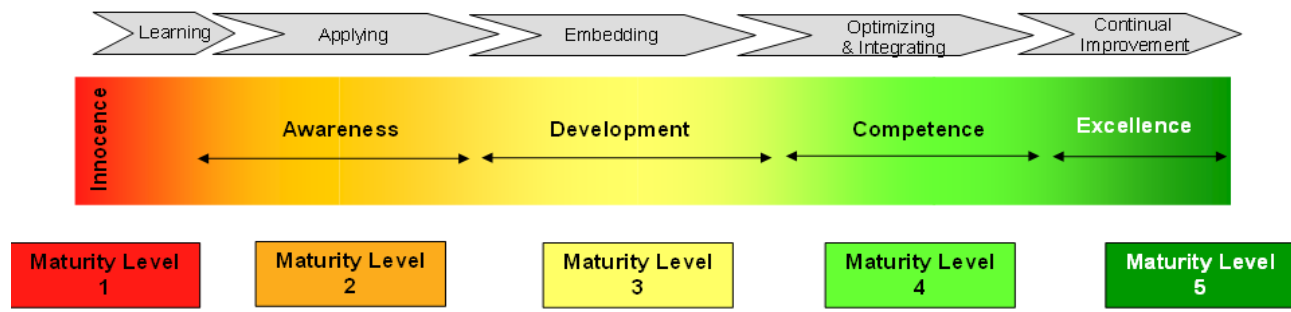 Learning
Applying
Embedding
Optimizing
& Integrating
Continual
Improvement
Innocence
Awareness
Development
Competence
Excellence
Maturity Level
1
Maturity Level
2
Maturity Level
3
Maturity Level
4
Maturity Level
5